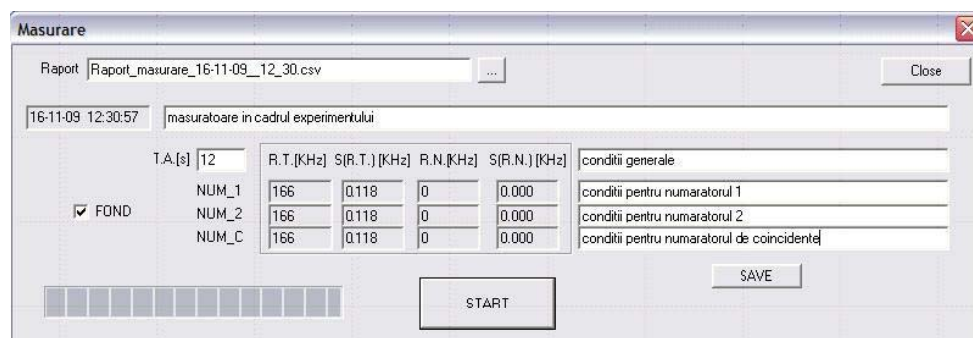 Masurare
Raport Raport_masurare_16-11-09__12_30.csv ... Close
16-11-09 12:30:57 masuratoare in cadrul experimentului
T.A.[s] 12 R.T.[KHz] S(R.T.) [KHz] R.N.[KHz] S(R.N.) [KHz] conditii generale
NUM_1 166 0.118 0 0.000 conditii pentru numaratorul 1
FOND NUM_2 166 0.118 0 0.000 conditii pentru numaratorul 2
NUM_C 166 0.118 0 0.000 conditii pentru numaratorul de coincidente
SAVE
START